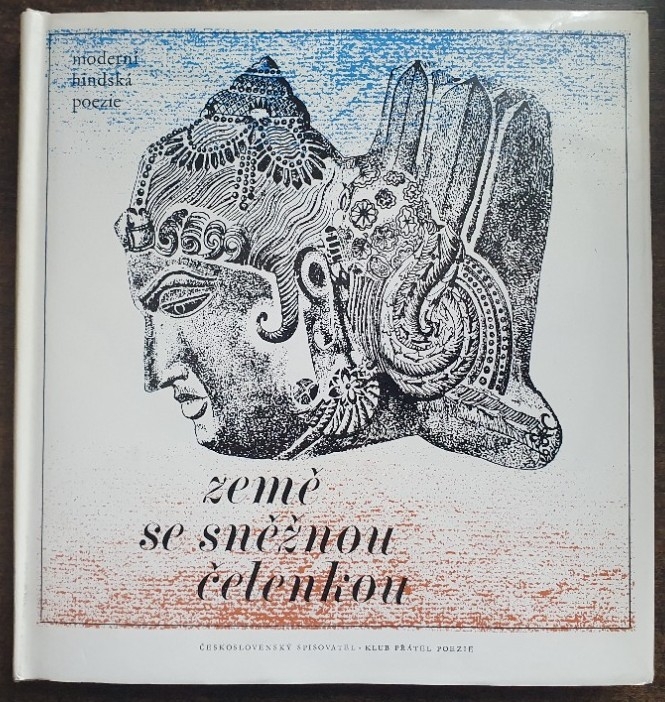 moderní
hindská
poezie
země
se sněžnou
čelenkou
ČESKOSLOVENSKÝ SPISOVATEL · KLUB PŘÁTEL POEZIE